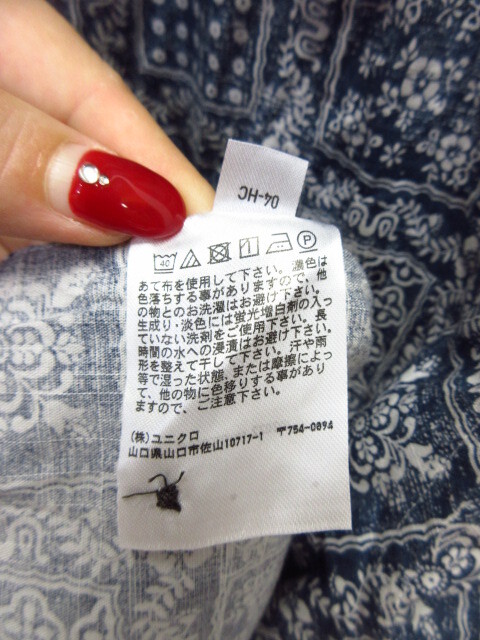 04-HC
40
P
あて布を使用して下さい。濃色は
色落ちする事がありますので、他
の物とのお洗濯はお避け下さい。
生成り・淡色には蛍光増白剤の入っ
ていない洗剤をご使用下さい。長
時間の水への浸漬はお避け下さい。
形を整えて干して下さい。汗や雨
等で湿った状態、または摩擦によっ
て、他の物に色移りする事があり
ますので、ご注意下さい。
(株)ユニクロ
山口県山口市佐山10717-1 〒754-0894